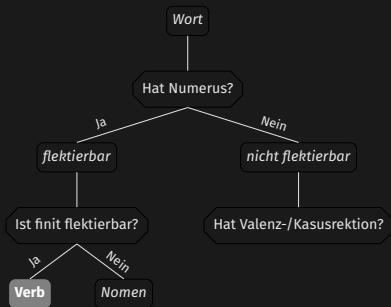 Wort
Hat Numerus?
Ja
Nein
flektierbar
nicht flektierbar
Ist finit flektierbar?
Hat Valenz-/Kasusrektion?
Ja
Nein
Verb
Nomen